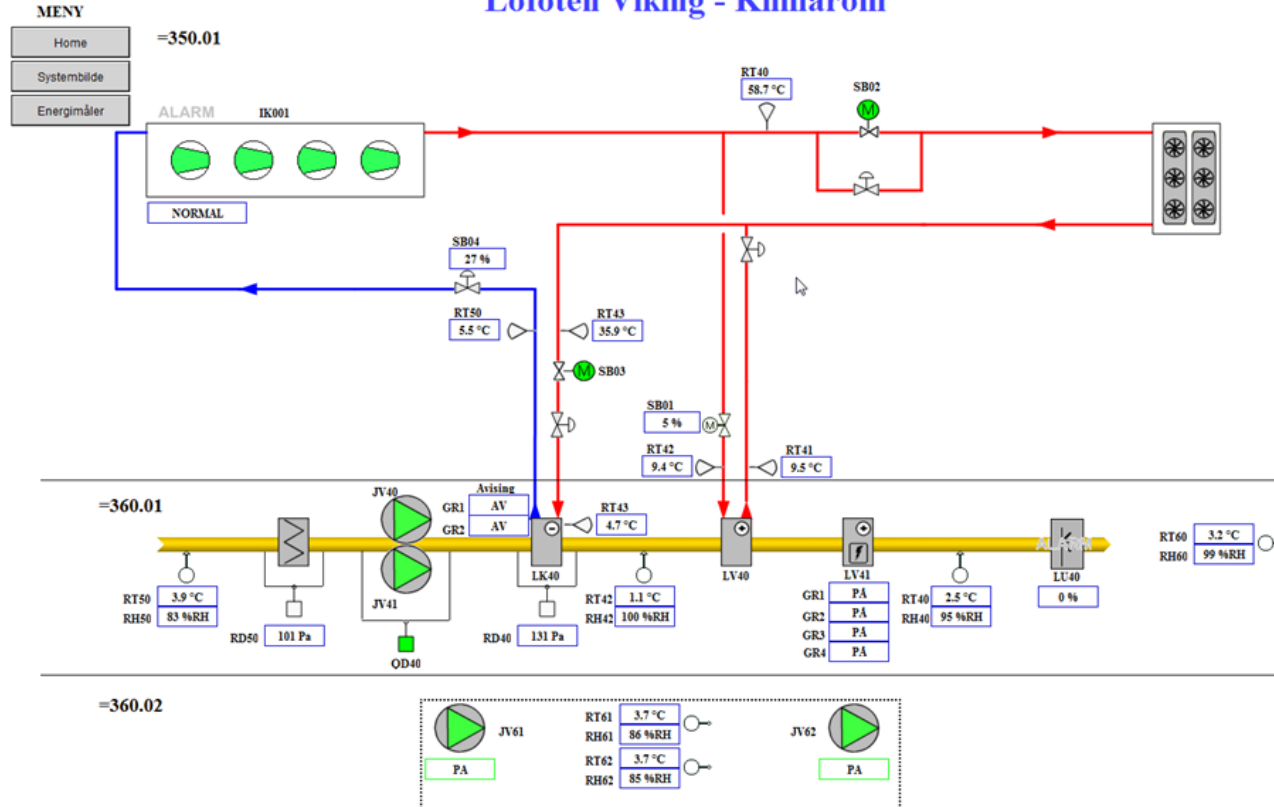 MENY
Home
Systembilde
Energimåler
=350.01
ALARM
IK001
NORMAL
RT40
58.7 °C
SB02
M
SB04
27 %
RT50
5.5 °C
RT43
35.9 °C
M
SB03
SB01
5 %
M
RT42
9.4 °C
RT41
9.5 °C
=360.01
JV40
JV41
QD40
Avising
GR1 AV
GR2 AV
RT43
4.7 °C
LK40
LV40
LV41
LU40
0 %
RT50 3.9 °C
RH50 83 %RH
RD50 101 Pa
RD40 131 Pa
RT42 1.1 °C
RH42 100 %RH
GR1 PÅ
GR2 PÅ
GR3 PÅ
GR4 PÅ
RT40 2.5 °C
RH40 95 %RH
RT60 3.2 °C
RH60 99 %RH
=360.02
JV61
PA
RT61 3.7 °C
RH61 86 %RH
RT62 3.7 °C
RH62 85 %RH
JV62
PA